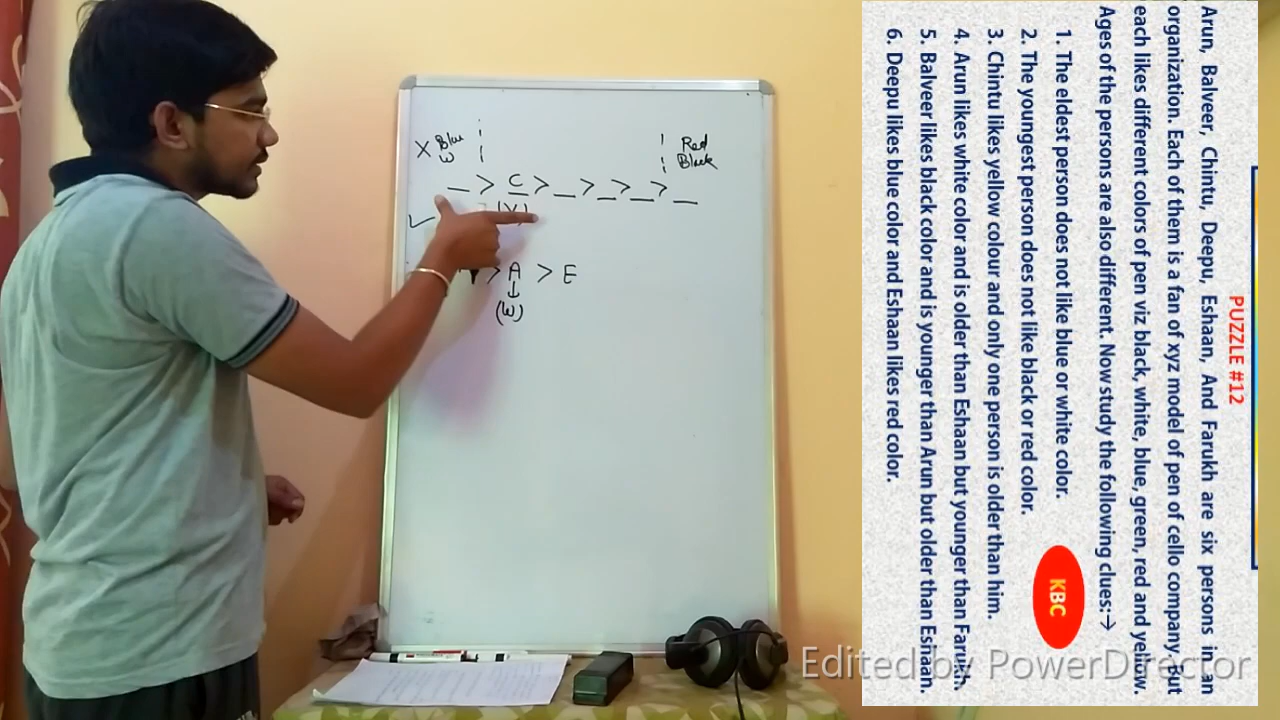 X Blue
W
Red
Black
_ > C > _ > _ > _ > _
(Y)
✓
> A > E
↓
(W)
PUZZLE #12
Arun, Balveer, Chintu, Deepu, Eshaan, And Farukh are six persons in an
organization. Each of them is a fan of xyz model of pen of cello company. But
each likes different colors of pen viz black, white, blue, green, red and yellow.
Ages of the persons are also different. Now study the following clues:→
1. The eldest person does not like blue or white color.
2. The youngest person does not like black or red color.
3. Chintu likes yellow colour and only one person is older than him.
4. Arun likes white color and is older than Eshaan but younger than Farukh.
5. Balveer likes black color and is younger than Arun but older than Eshaan.
6. Deepu likes blue color and Eshaan likes red color.
KBC
Edited by PowerDirector